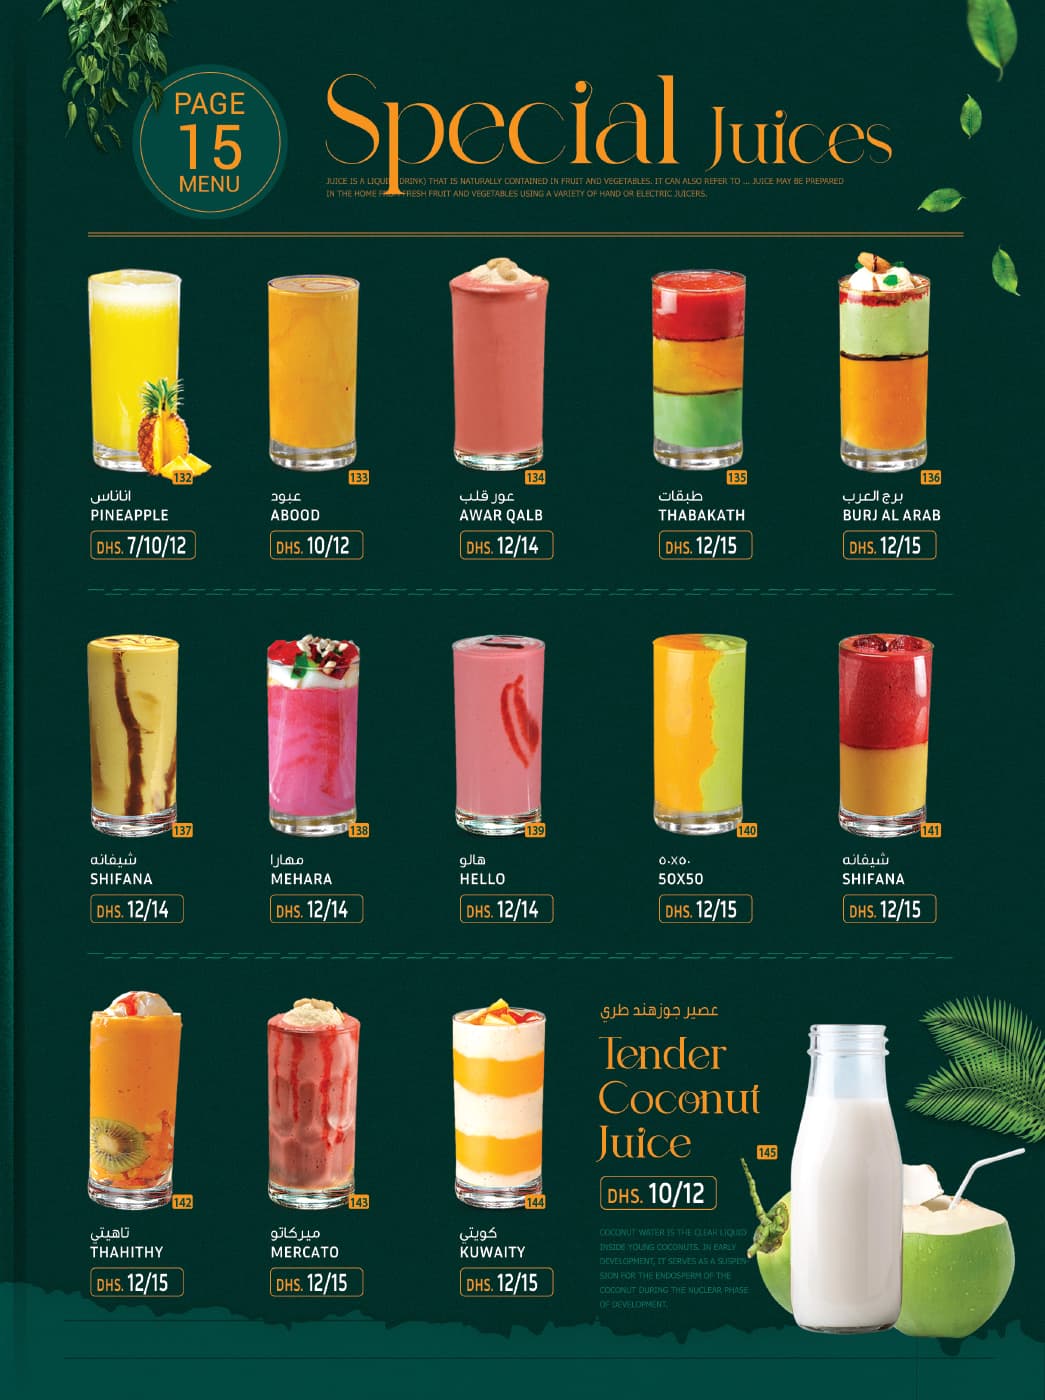 PAGE
15
MENU
Special Juices
JUICE IS A LIQUID (DRINK) THAT IS NATURALLY CONTAINED IN FRUIT AND VEGETABLES. IT CAN ALSO REFER TO ... JUICE MAY BE PREPARED
IN THE HOME FROM FRESH FRUIT AND VEGETABLES USING A VARIETY OF HAND OR ELECTRIC JUICERS.
132
اناناس
PINEAPPLE
DHS. 7/10/12
133
عبود
ABOOD
DHS. 10/12
134
عور قلب
AWAR QALB
DHS. 12/14
135
طبقات
THABAKATH
DHS. 12/15
136
برج العرب
BURJ AL ARAB
DHS. 12/15
137
شيفانه
SHIFANA
DHS. 12/14
138
مهارا
MEHARA
DHS. 12/14
139
هالو
HELLO
DHS. 12/14
140
٥٠x٥٠
50X50
DHS. 12/15
141
شيفانه
SHIFANA
DHS. 12/15
142
تاهيتي
THAHITHY
DHS. 12/15
143
ميركاتو
MERCATO
DHS. 12/15
144
كويتي
KUWAITY
DHS. 12/15
عصير جوز هند طري
Tender
Coconut
Juice
145
DHS. 10/12
COCONUT WATER IS THE CLEAR LIQUID
INSIDE YOUNG COCONUTS. IN EARLY
DEVELOPMENT, IT SERVES AS A SUSPEN-
SION FOR THE ENDOSPERM OF THE
COCONUT DURING THE NUCLEAR PHASE
OF DEVELOPMENT.